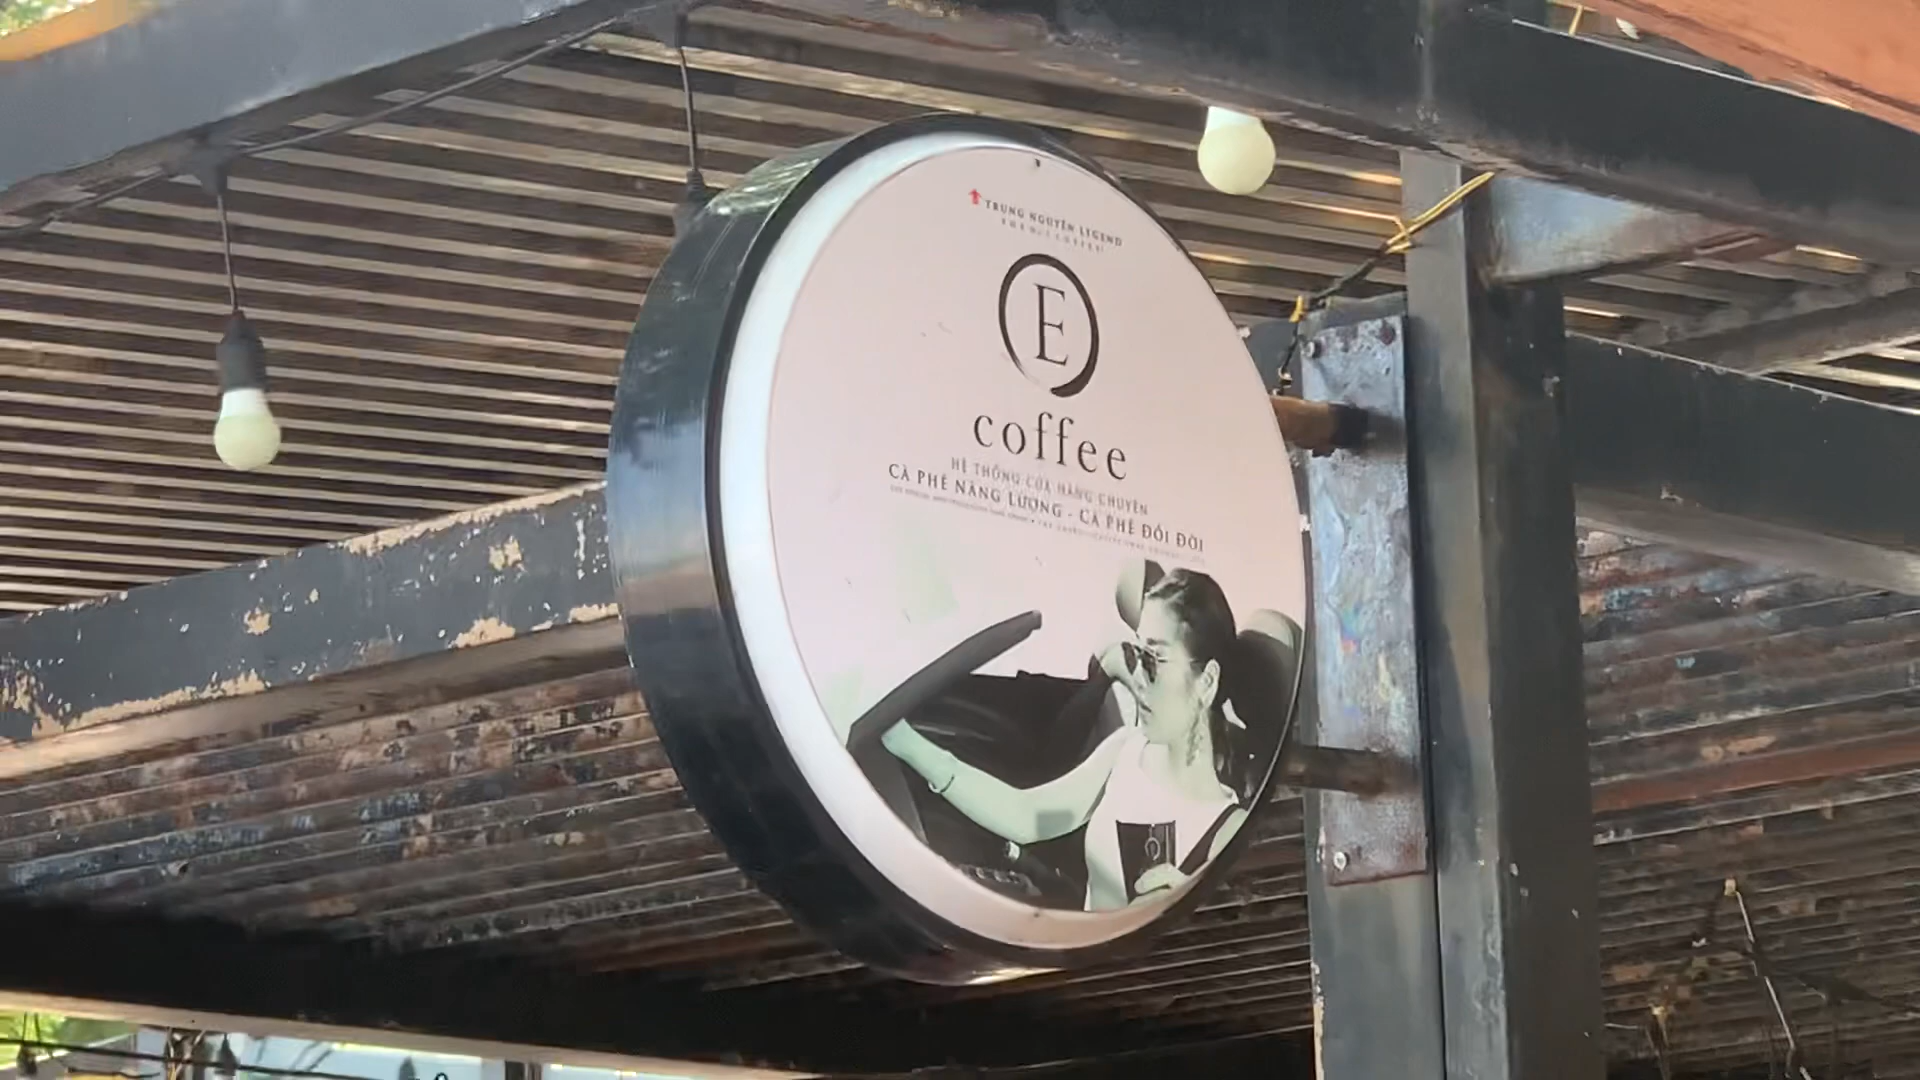 TRUNG NGUYÊN LEGEND
E
coffee
HỆ THỐNG CỬA HÀNG CHUYÊN
CÀ PHÊ NĂNG LƯỢNG - CÀ PHÊ ĐỔI ĐỜI